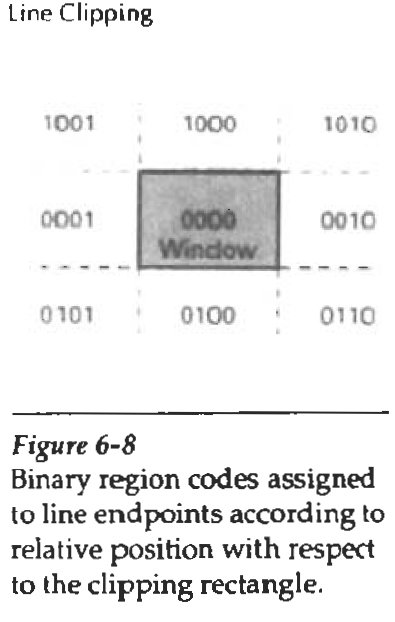 Line Clipping
1001 1000 1010
0001 0000 0010
Window
0101 0100 0110
Figure 6-8
Binary region codes assigned
to line endpoints according to
relative position with respect
to the clipping rectangle.